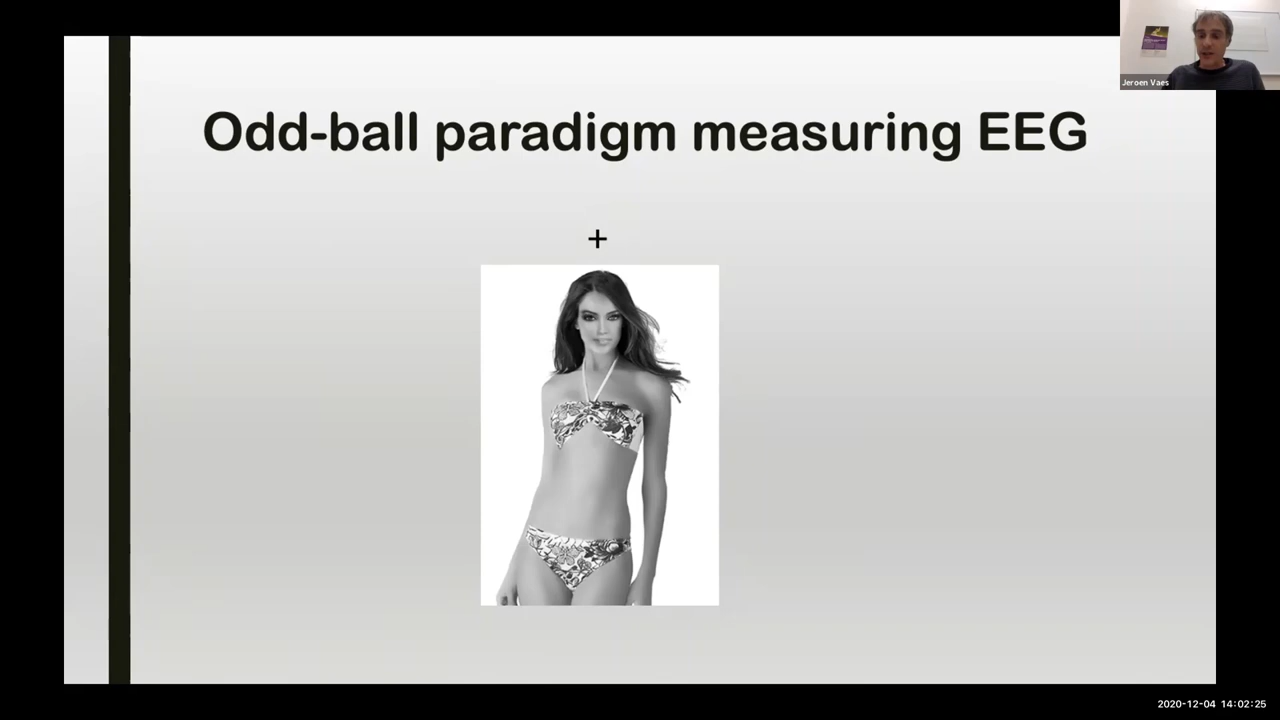 Odd-ball paradigm measuring EEG
+
Jeroen Vaes
2020-12-04 14:02:25